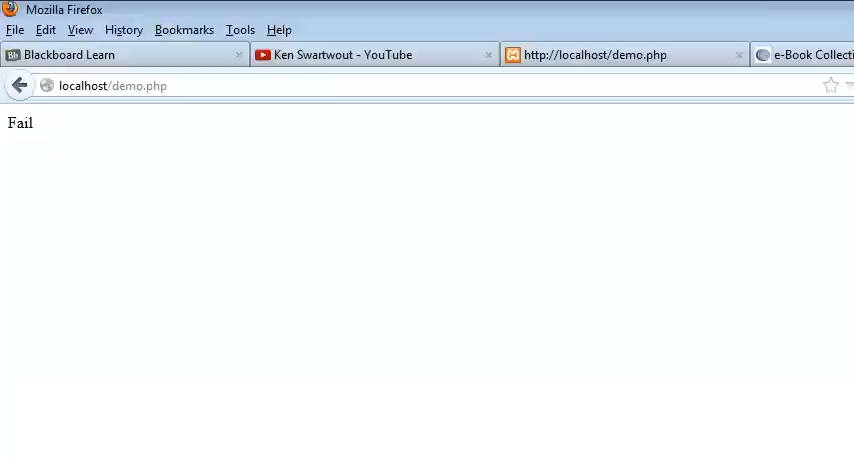 Mozilla Firefox
File Edit View History Bookmarks Tools Help
Bb Blackboard Learn × Ken Swartwout - YouTube × http://localhost/demo.php × e-Book Collecti
localhost/demo.php
Fail